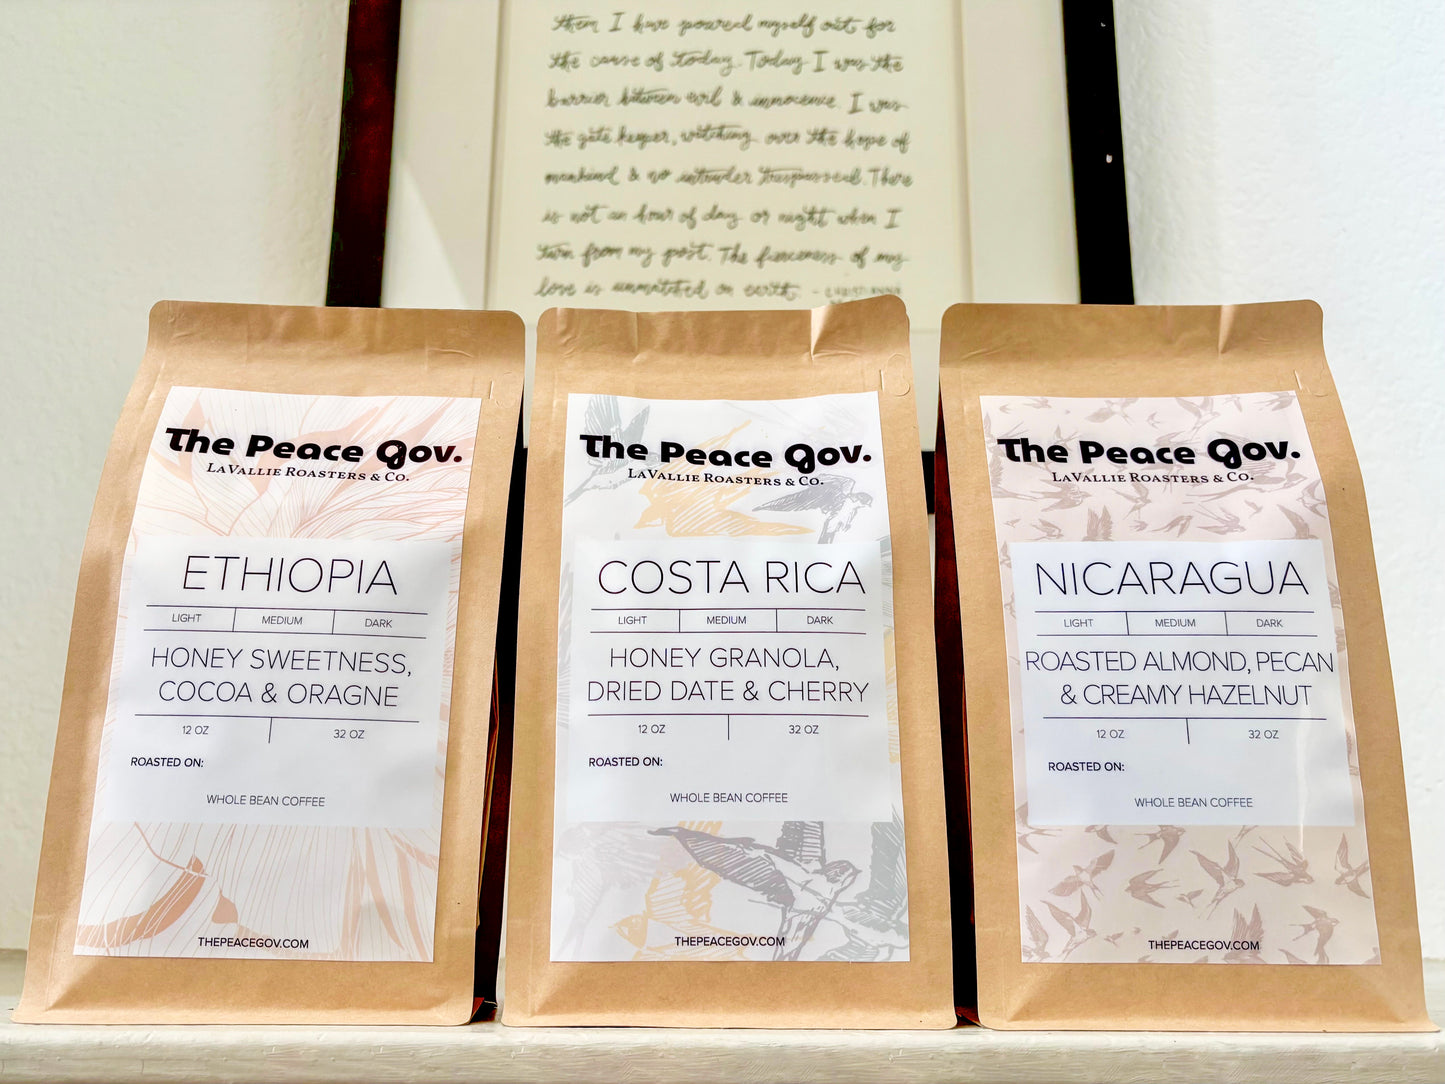 then I have poured myself out for
the cause of today. Today I was the
barrier between evil & innocence. I was
the gate keeper, watching over the hope of
mankind & no intruder trespassed. There
is not an hour of day or night when I
turn from my post. The fierceness of my
love is unmatched on earth. - CHRISTIANNA
The Peace Gov.
LAVALLIE ROASTERS & CO.
ETHIOPIA
LIGHT MEDIUM DARK
HONEY SWEETNESS,
COCOA & ORAGNE
12 OZ 32 OZ
ROASTED ON:
WHOLE BEAN COFFEE
THEPEACEGOV.COM
The Peace Gov.
LAVALLIE ROASTERS & CO.
COSTA RICA
LIGHT MEDIUM DARK
HONEY GRANOLA,
DRIED DATE & CHERRY
12 OZ 32 OZ
ROASTED ON:
WHOLE BEAN COFFEE
THEPEACEGOV.COM
The Peace Gov.
LAVALLIE ROASTERS & CO.
NICARAGUA
LIGHT MEDIUM DARK
ROASTED ALMOND, PECAN
& CREAMY HAZELNUT
12 OZ 32 OZ
ROASTED ON:
WHOLE BEAN COFFEE
THEPEACEGOV.COM